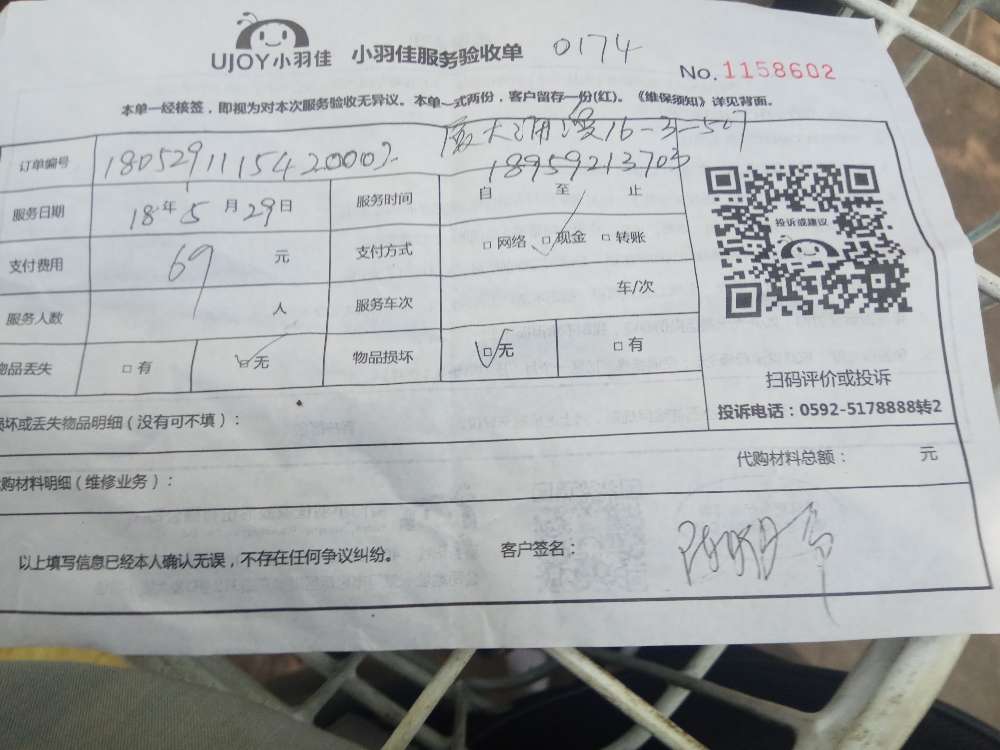 UJOY小羽佳 小羽佳服务验收单 0174
No. 1158602
本单一经核签，即视为对本次服务验收无异议。本单一式两份，客户留存一份(红)。《维保须知》详见背面。
厦大海滨16-3-507
订单编号 18959213703
服务日期 18年5月29日 服务时间 自 至 止
投诉或建议
支付费用 69 元 支付方式 □网络 □现金 □转账
服务人数 人 服务车次 车/次
物品丢失 □有 □无 物品损坏 □无 □有
扫码评价或投诉
投诉电话：0592-5178888转2
损坏或丢失物品明细（没有可不填）：
代购材料总额： 元
购材料明细（维修业务）：
以上填写信息已经本人确认无误，不存在任何争议纠纷。 客户签名：